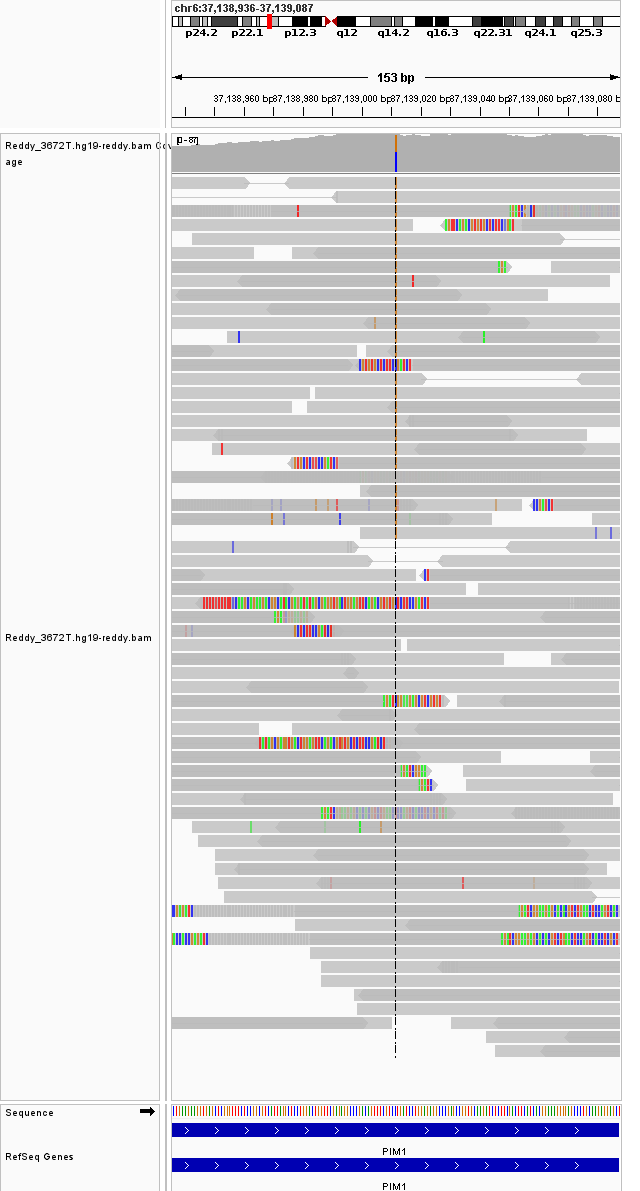 chr6:37,138,936-37,139,087
p24.2 p22.1 p12.3 q12 q14.2 q16.3 q22.31 q24.1 q25.3
153 bp
37,138,960 bp 37,138,980 bp 37,139,000 bp 37,139,020 bp 37,139,040 bp 37,139,060 bp 37,139,080 b
Reddy_3672T.hg19-reddy.bam Cov
age
[0-87]
Reddy_3672T.hg19-reddy.bam
Sequence
PIM1
RefSeq Genes
PIM1